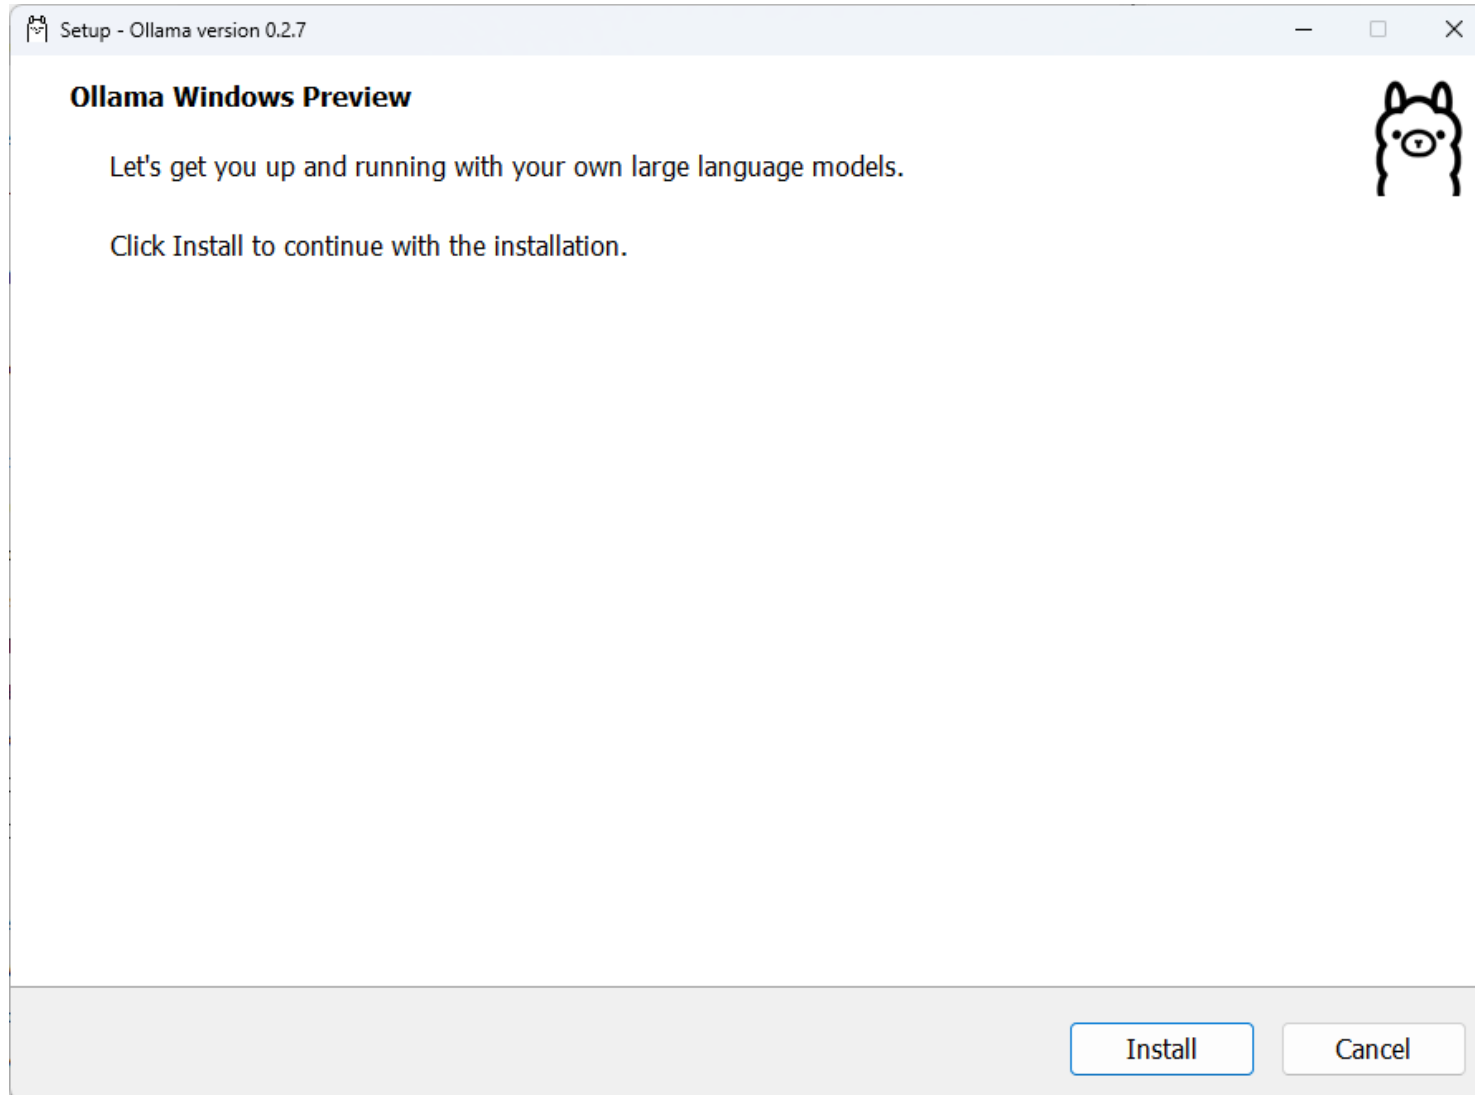 Setup - Ollama version 0.2.7
Ollama Windows Preview
Let's get you up and running with your own large language models.
Click Install to continue with the installation.
Install
Cancel